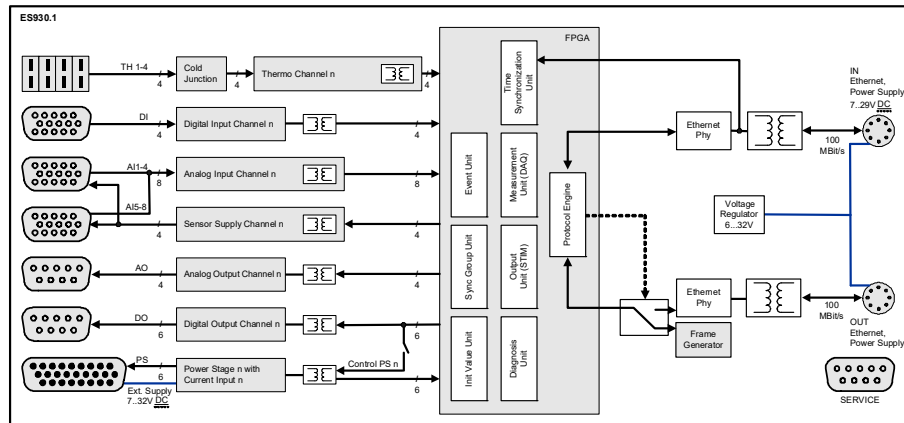 ES930.1
FPGA
TH 1-4
4
Cold
Junction
4
Thermo Channel n
4
4
Time
Synchronization
Unit
IN
Ethernet,
Power Supply
7...29V DC
DI
4
Digital Input Channel n
4
Ethernet
Phy
100
MBit/s
AI1-4
8
Analog Input Channel n
8
Event Unit
Measurement
Unit (DAQ)
AI5-8
4
Sensor Supply Channel n
4
Protocol Engine
Voltage
Regulator
6...32V
AO
4
Analog Output Channel n
4
Sync Group Unit
Output
Unit (STIM)
Ethernet
Phy
100
MBit/s
DO
6
Digital Output Channel n
6
Frame
Generator
OUT
Ethernet,
Power Supply
PS
6
Power Stage n with
Current Input n
Control PS n
6
Init Value Unit
Diagnosis
Unit
Ext. Supply
7...32V DC
SERVICE